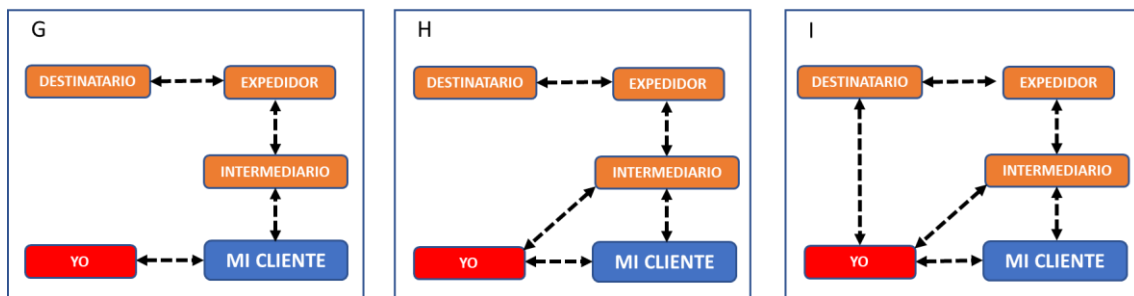 G
DESTINATARIO
EXPEDIDOR
INTERMEDIARIO
YO
MI CLIENTE
H
DESTINATARIO
EXPEDIDOR
INTERMEDIARIO
YO
MI CLIENTE
I
DESTINATARIO
EXPEDIDOR
INTERMEDIARIO
YO
MI CLIENTE